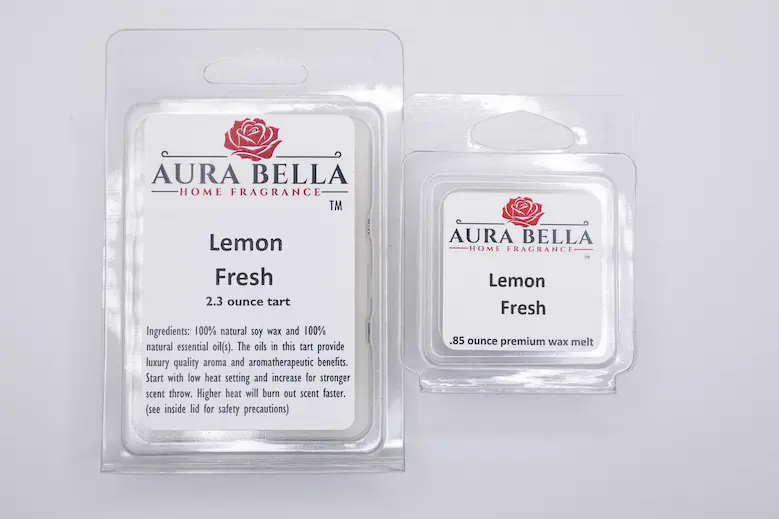 AURA BELLA
HOME FRAGRANCE
TM
Lemon
Fresh
2.3 ounce tart
Ingredients: 100% natural soy wax and 100%
natural essential oil(s). The oils in this tart provide
luxury quality aroma and aromatherapeutic benefits.
Start with low heat setting and increase for stronger
scent throw. Higher heat will burn out scent faster.
(see inside lid for safety precautions)
AURA BELLA
HOME FRAGRANCE
TM
Lemon
Fresh
.85 ounce premium wax melt